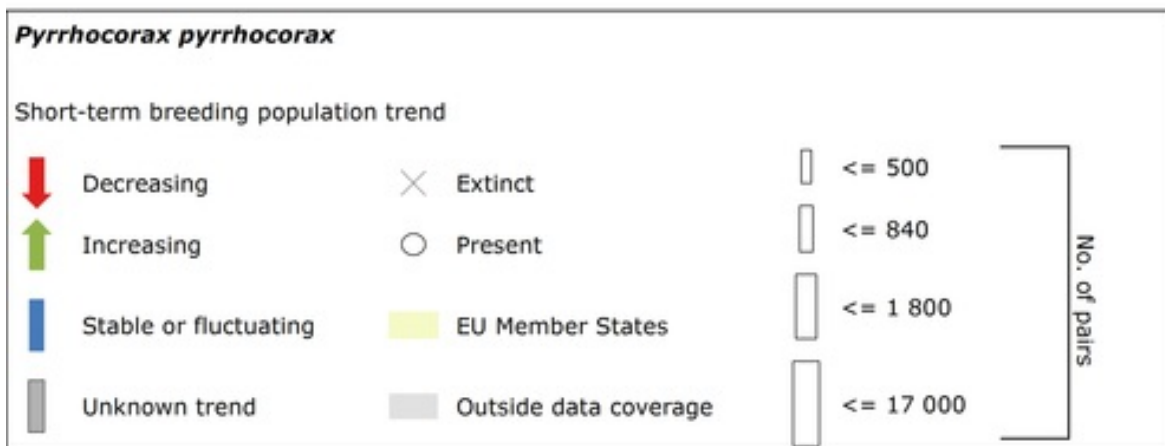 Pyrrhocorax pyrrhocorax
Short-term breeding population trend
Decreasing
Increasing
Stable or fluctuating
Unknown trend
Extinct
Present
EU Member States
Outside data coverage
<= 500
<= 840
<= 1 800
<= 17 000
No. of pairs